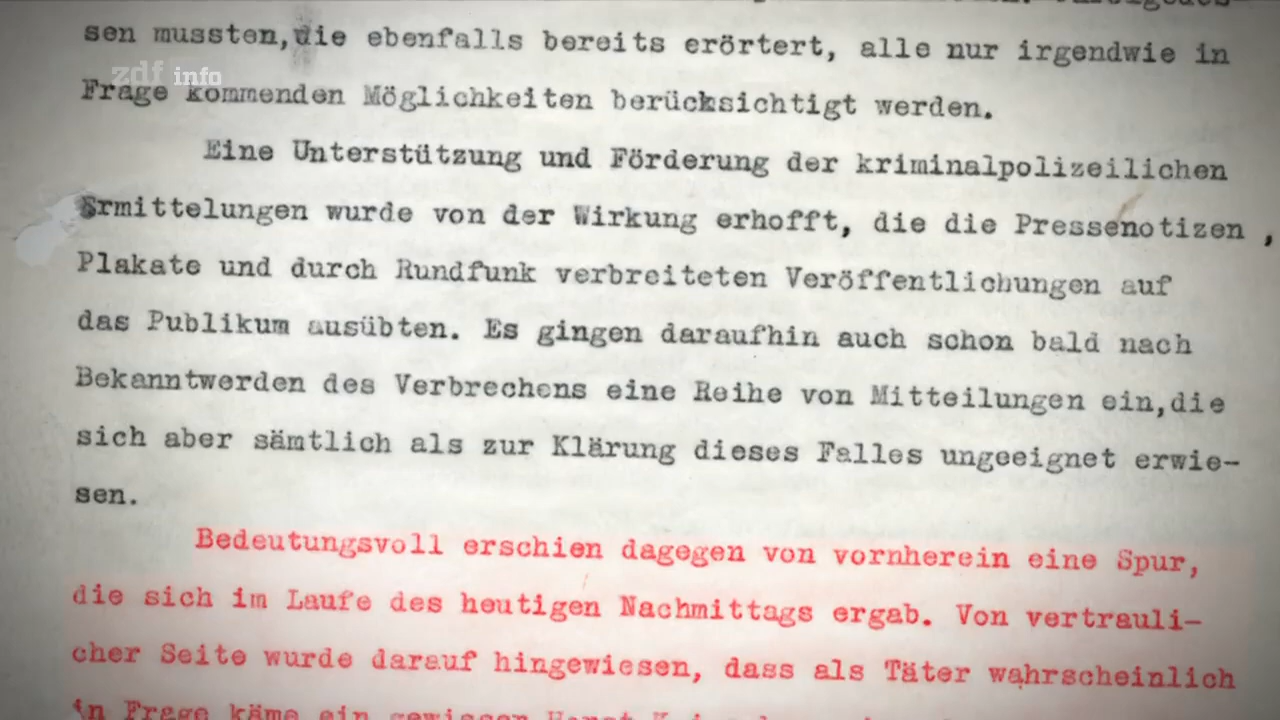 sen mussten,die ebenfalls bereits erörtert, alle nur irgendwie in
zdf info
Frage kommenden Möglichkeiten berücksichtigt werden.
Eine Unterstützung und Förderung der kriminalpolizeilichen
Ermittelungen wurde von der Wirkung erhofft, die die Pressenotizen ,
Plakate und durch Rundfunk verbreiteten Veröffentlichungen auf
das Publikum ausübten. Es gingen daraufhin auch schon bald nach
Bekanntwerden des Verbrechens eine Reihe von Mitteilungen ein,die
sich aber sämtlich als zur Klärung dieses Falles ungeeignet erwie-
sen.
Bedeutungsvoll erschien dagegen von vornherein eine Spur,
die sich im Laufe des heutigen Nachmittags ergab. Von vertrauli-
cher Seite wurde darauf hingewiesen, dass als Täter wahrscheinlich
in Frage käme ein gewisser